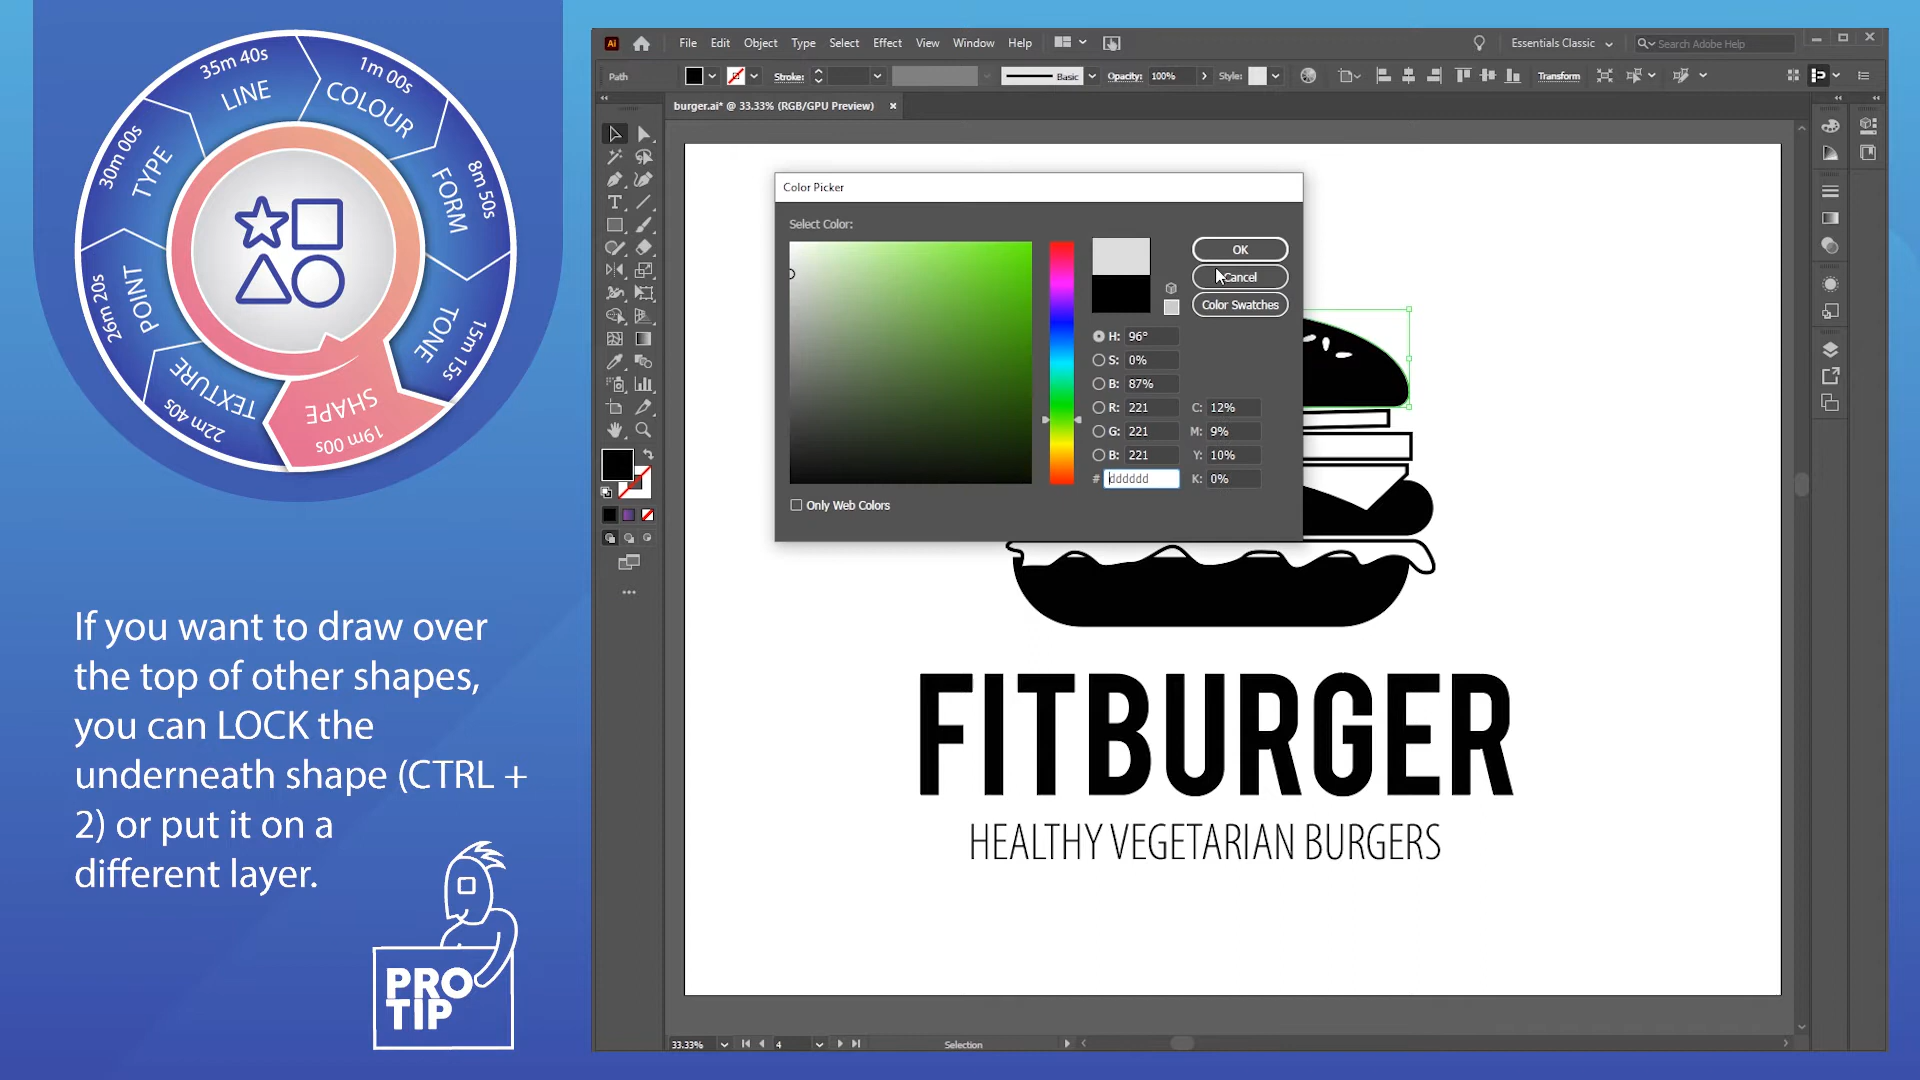 35m 40s
LINE
1m 00s
COLOUR
8m 50s
FORM
15m 15s
TONE
19m 00s
SHAPE
22m 40s
TEXTURE
26m 20s
POINT
30m 00s
TYPE
If you want to draw over
the top of other shapes,
you can LOCK the
underneath shape (CTRL +
2) or put it on a
different layer.
PRO
TIP
Ai File Edit Object Type Select Effect View Window Help Essentials Classic Search Adobe Help
Path Stroke: Basic Opacity: 100% Style: Transform
burger.ai* @ 33.33% (RGB/GPU Preview)
Color Picker
Select Color:
OK
Cancel
Color Swatches
H: 96°
S: 0%
B: 87%
R: 221 C: 12%
G: 221 M: 9%
B: 221 Y: 10%
# dddddd K: 0%
Only Web Colors
FITBURGER
HEALTHY VEGETARIAN BURGERS
33.33% 4 Selection